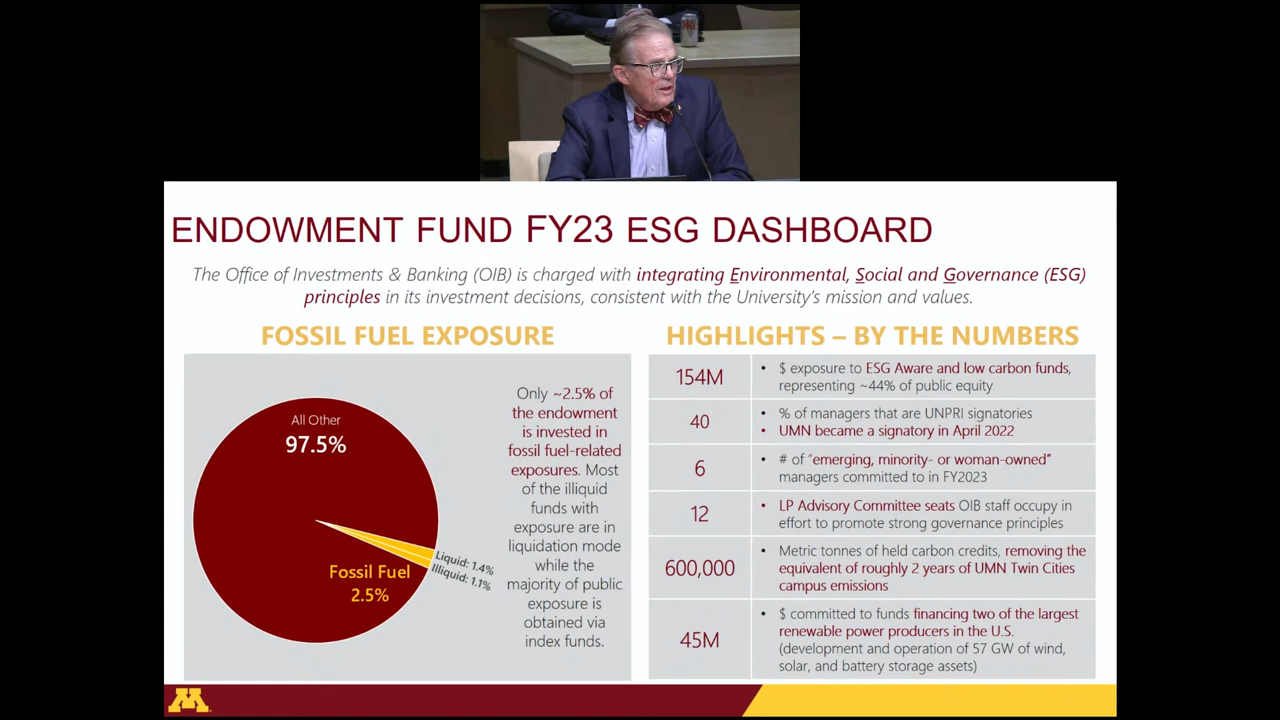 ENDOWMENT FUND FY23 ESG DASHBOARD
The Office of Investments & Banking (OIB) is charged with integrating Environmental, Social and Governance (ESG)
principles in its investment decisions, consistent with the University's mission and values.
FOSSIL FUEL EXPOSURE
All Other
97.5%
Fossil Fuel
2.5%
Liquid: 1.4%
Illiquid: 1.1%
Only ~2.5% of
the endowment
is invested in
fossil fuel-related
exposures. Most
of the illiquid
funds with
exposure are in
liquidation mode
while the
majority of public
exposure is
obtained via
index funds.
HIGHLIGHTS – BY THE NUMBERS
154M
• $ exposure to ESG Aware and low carbon funds,
representing ~44% of public equity
40
• % of managers that are UNPRI signatories
• UMN became a signatory in April 2022
6
• # of "emerging, minority- or woman-owned"
managers committed to in FY2023
12
• LP Advisory Committee seats OIB staff occupy in
effort to promote strong governance principles
600,000
• Metric tonnes of held carbon credits, removing the
equivalent of roughly 2 years of UMN Twin Cities
campus emissions
45M
• $ committed to funds financing two of the largest
renewable power producers in the U.S.
(development and operation of 57 GW of wind,
solar, and battery storage assets)
M